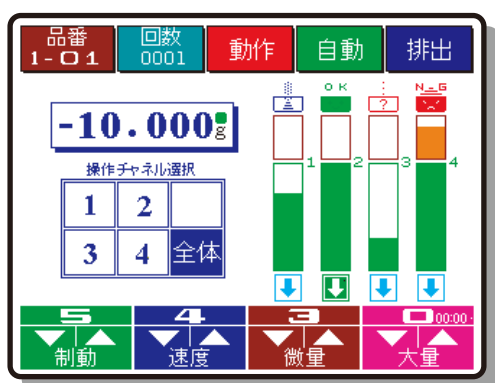 品番
1-01
回数
0001
動作
自動
排出
-10.000g
操作チャネル選択
1 2
3 4 全体
OK
?
N_G
1 2 3 4
5 4 3 0 00:00
制動 速度 微量 大量